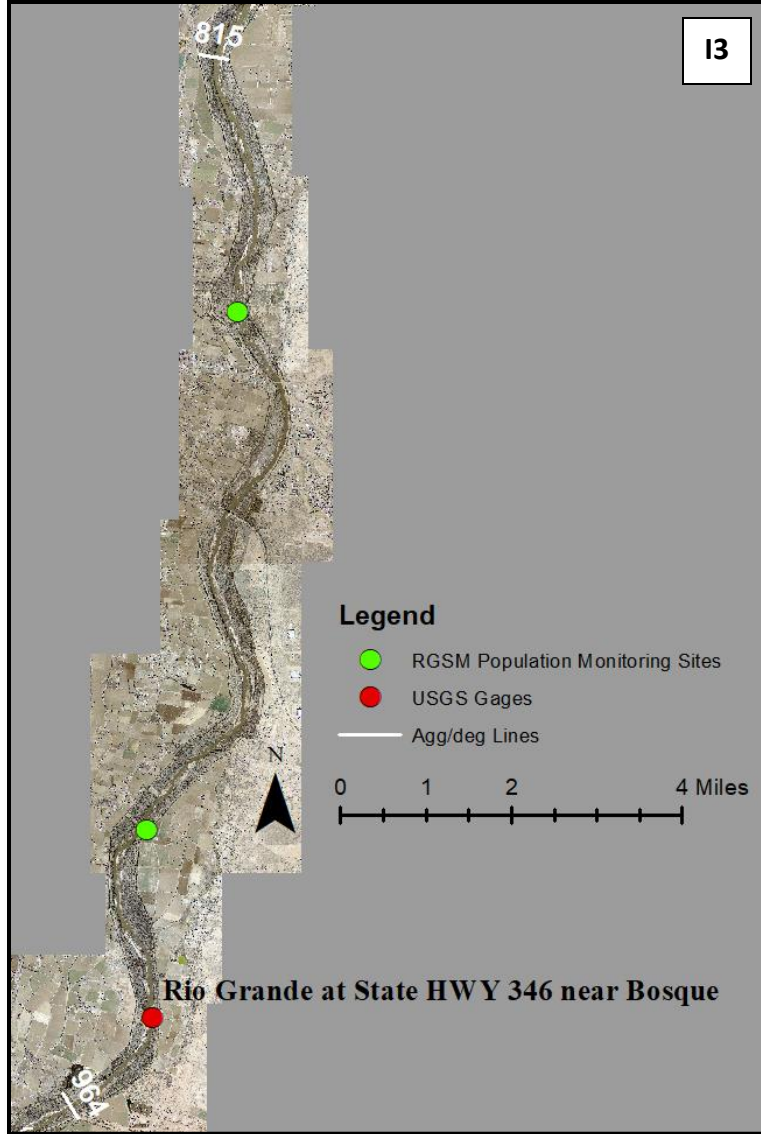 815
I3
Legend
RGSM Population Monitoring Sites
USGS Gages
Agg/deg Lines
N
0 1 2 4 Miles
Rio Grande at State HWY 346 near Bosque
964